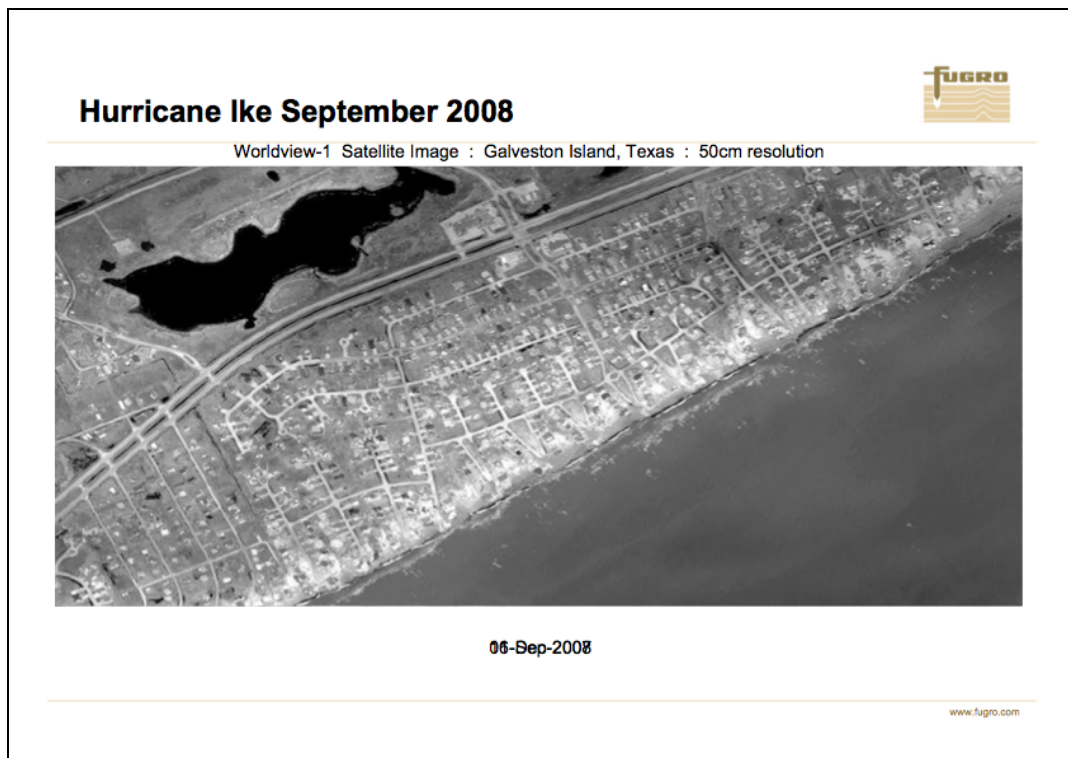 fugro
Hurricane Ike September 2008
Worldview-1 Satellite Image : Galveston Island, Texas : 50cm resolution
www.fugro.com